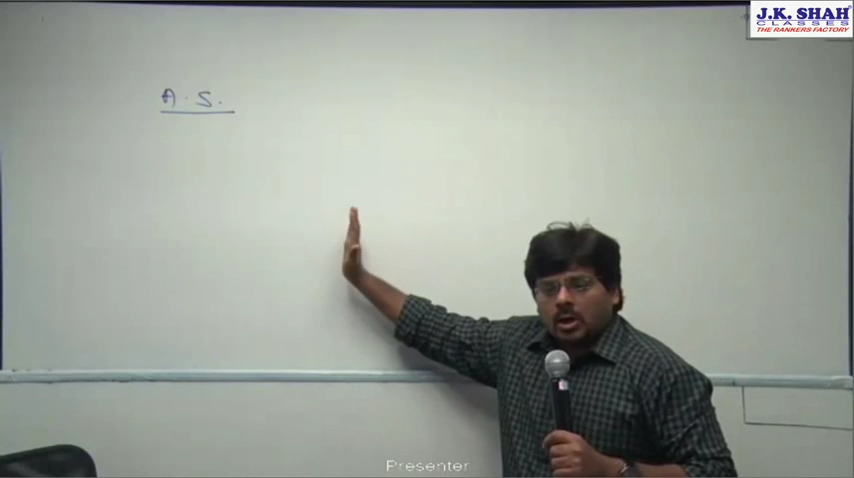 J.K. SHAH®
CLASSES
THE RANKERS FACTORY
A. S.
Presenter